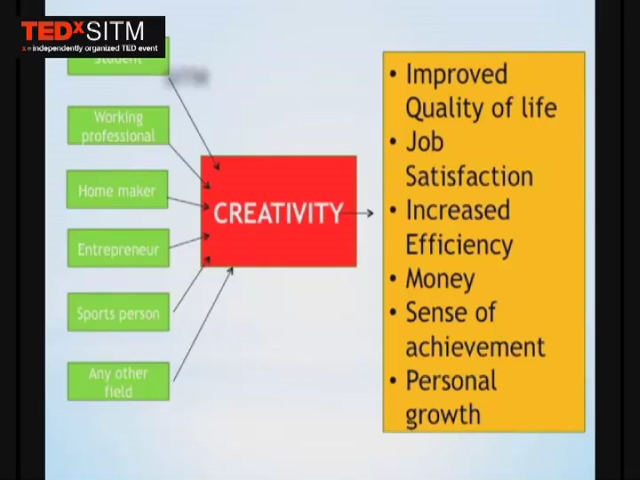 TEDxSITM
x = independently organized TED event
Student
Working
professional
Home maker
Entrepreneur
Sports person
Any other
field
CREATIVITY
• Improved
Quality of life
• Job
Satisfaction
• Increased
Efficiency
• Money
• Sense of
achievement
• Personal
growth